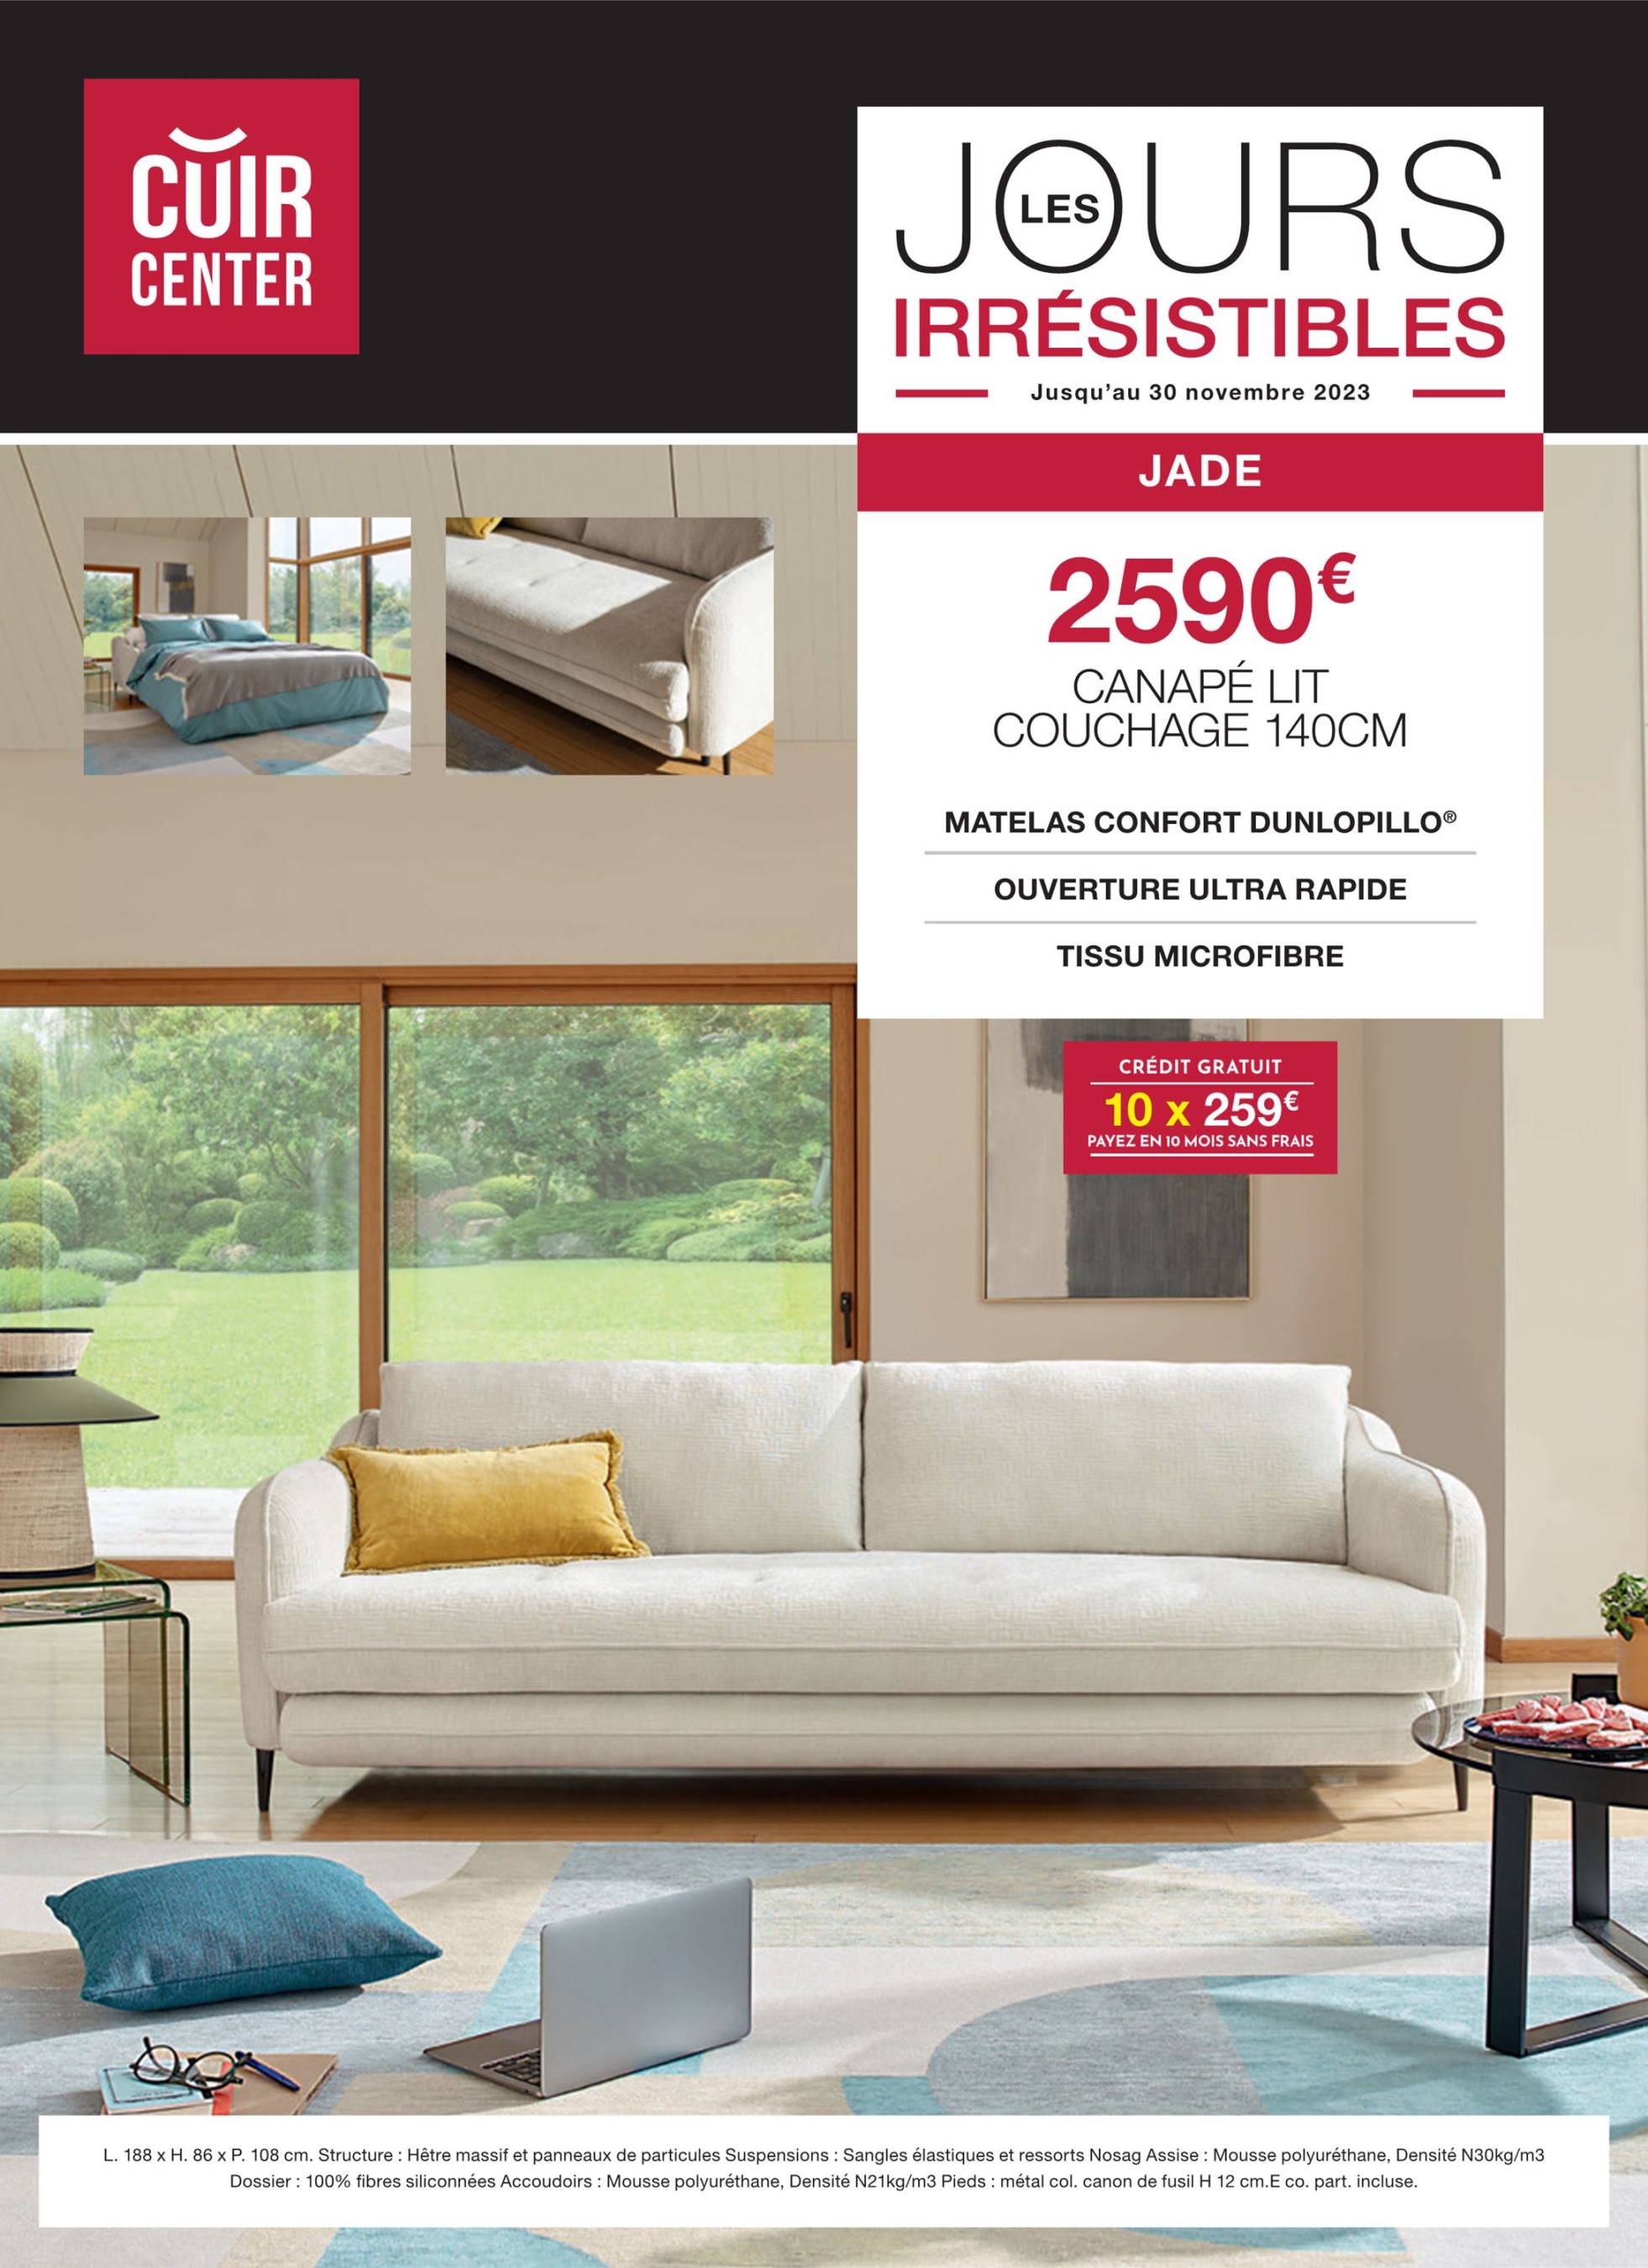 CUIR
CENTER
LES
JOURS
IRRÉSISTIBLES
Jusqu'au 30 novembre 2023
JADE
2590€
CANAPÉ LIT
COUCHAGE 140CM
MATELAS CONFORT DUNLOPILLO®
OUVERTURE ULTRA RAPIDE
TISSU MICROFIBRE
CRÉDIT GRATUIT
10 x 259€
PAYEZ EN 10 MOIS SANS FRAIS
L. 188 x H. 86 x P. 108 cm. Structure : Hêtre massif et panneaux de particules Suspensions : Sangles élastiques et ressorts Nosag Assise : Mousse polyuréthane, Densité N30kg/m3
Dossier : 100% fibres siliconnées Accoudoirs : Mousse polyuréthane, Densité N21kg/m3 Pieds : métal col. canon de fusil H 12 cm.E co. part. incluse.